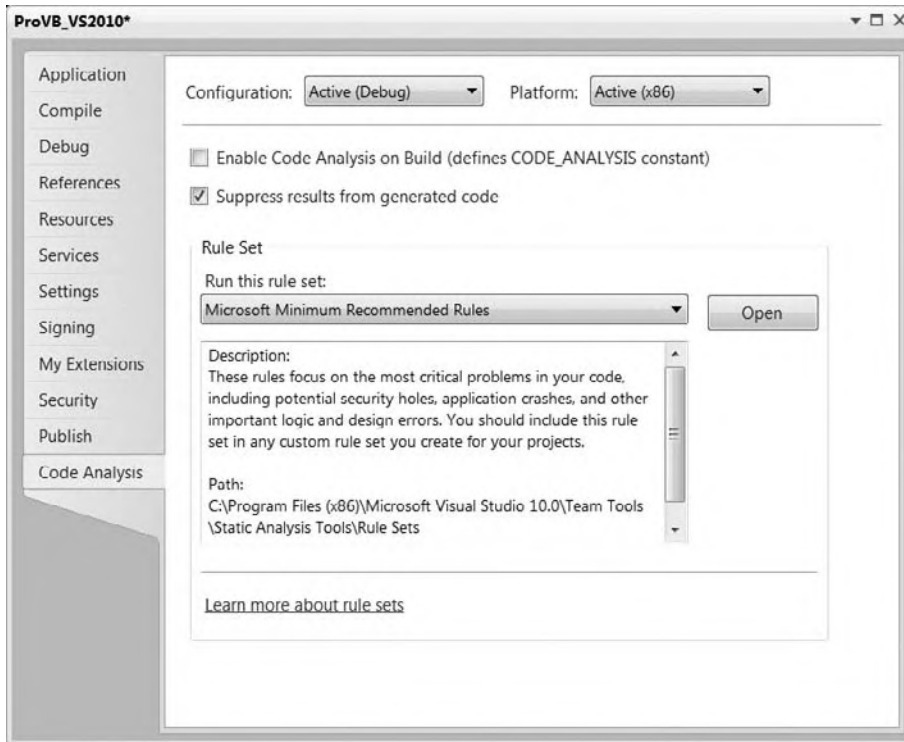 ProVB_VS2010*
Application
Compile
Debug
References
Resources
Services
Settings
Signing
My Extensions
Security
Publish
Code Analysis
Configuration: Active (Debug) Platform: Active (x86)
Enable Code Analysis on Build (defines CODE_ANALYSIS constant)
Suppress results from generated code
Rule Set
Run this rule set:
Microsoft Minimum Recommended Rules Open
Description:
These rules focus on the most critical problems in your code,
including potential security holes, application crashes, and other
important logic and design errors. You should include this rule
set in any custom rule set you create for your projects.
Path:
C:\Program Files (x86)\Microsoft Visual Studio 10.0\Team Tools
\Static Analysis Tools\Rule Sets
Learn more about rule sets